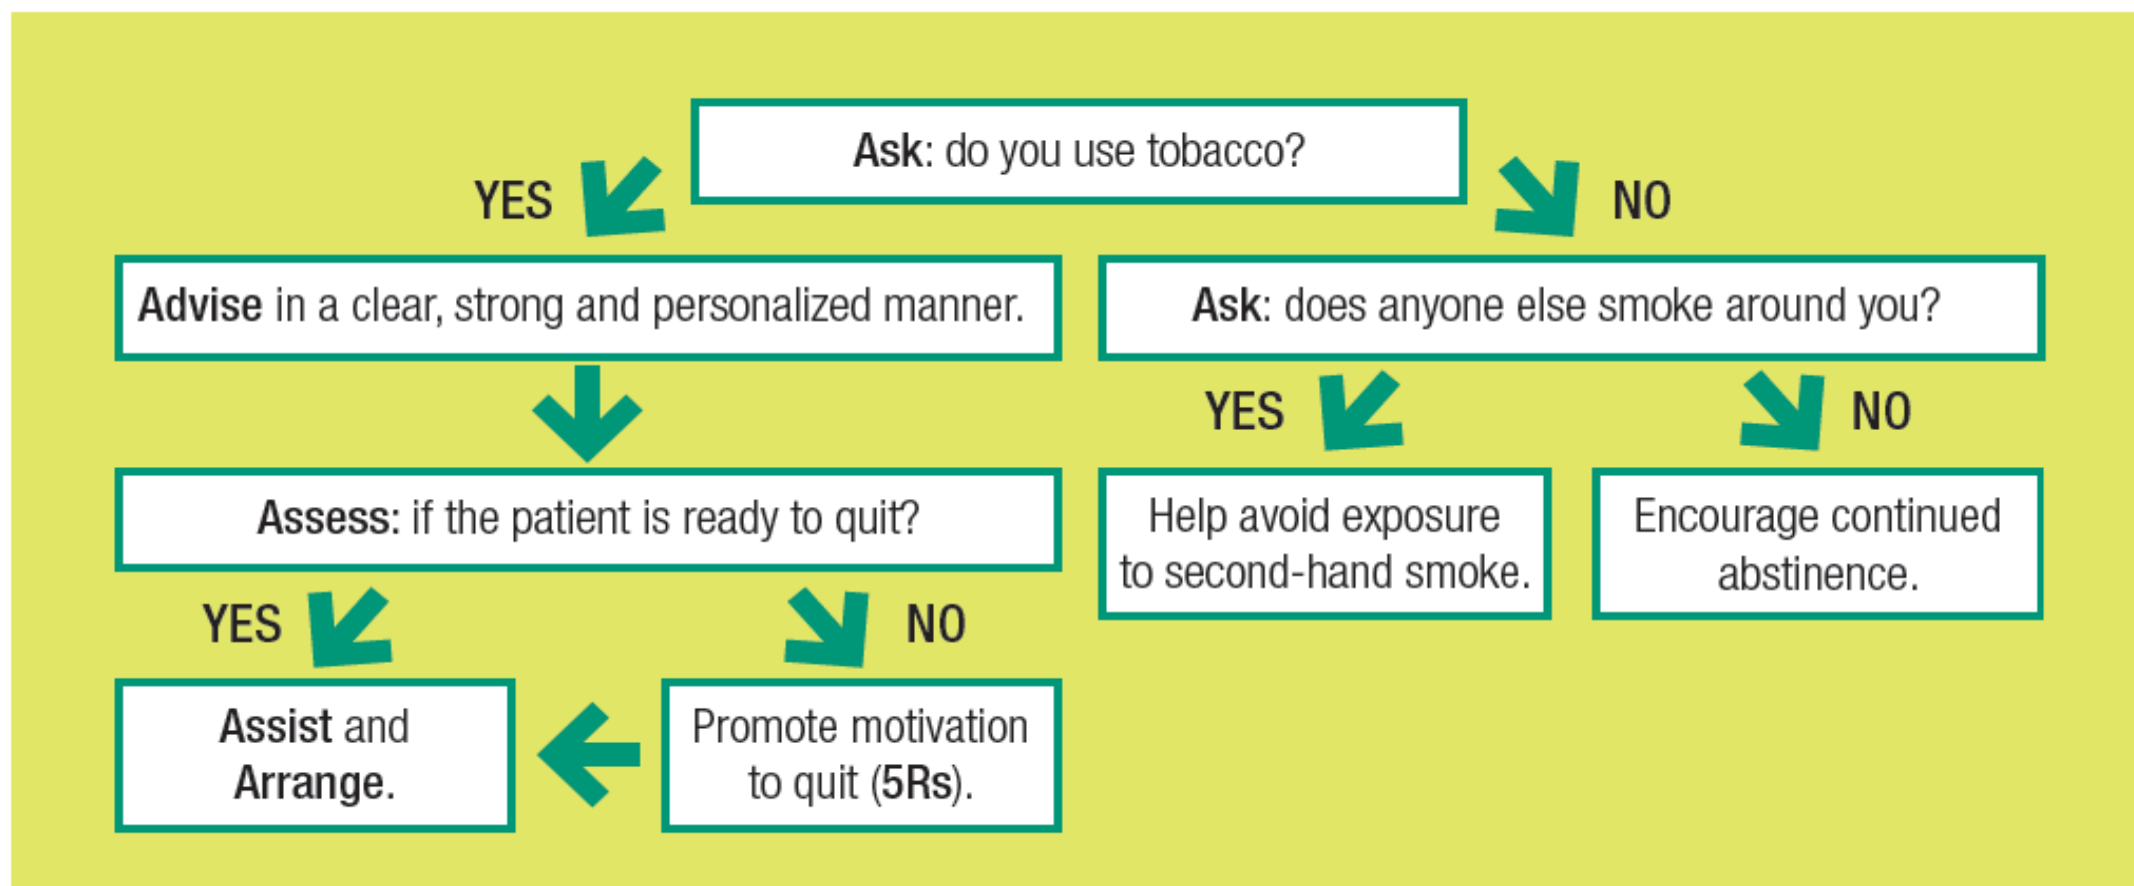 Ask: do you use tobacco?
YES
NO
Advise in a clear, strong and personalized manner.
Ask: does anyone else smoke around you?
YES
NO
Assess: if the patient is ready to quit?
Help avoid exposure
to second-hand smoke.
Encourage continued
abstinence.
YES
NO
Assist and
Arrange.
Promote motivation
to quit (5Rs).